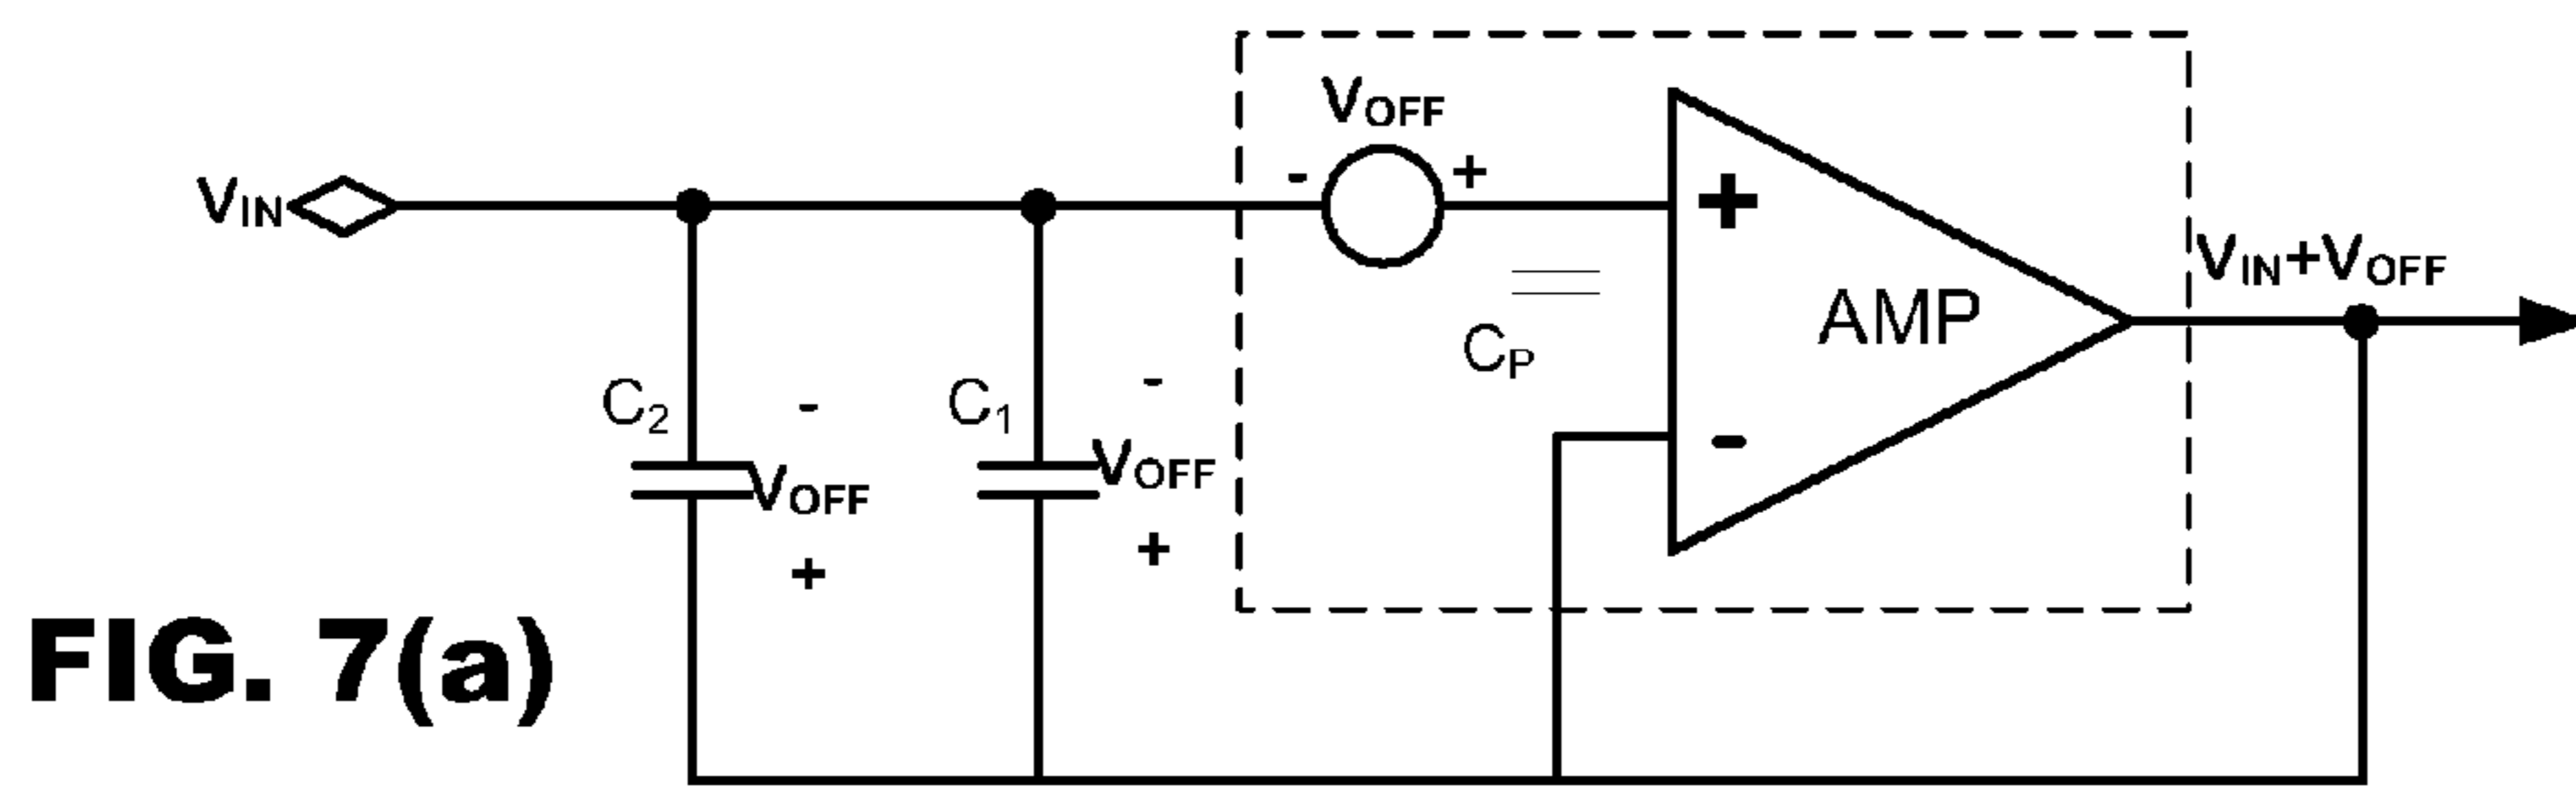 VOFF
- +
VIN
+
VIN+VOFF
AMP
CP
C2 - VOFF +
C1 - VOFF +
-
FIG. 7(a)